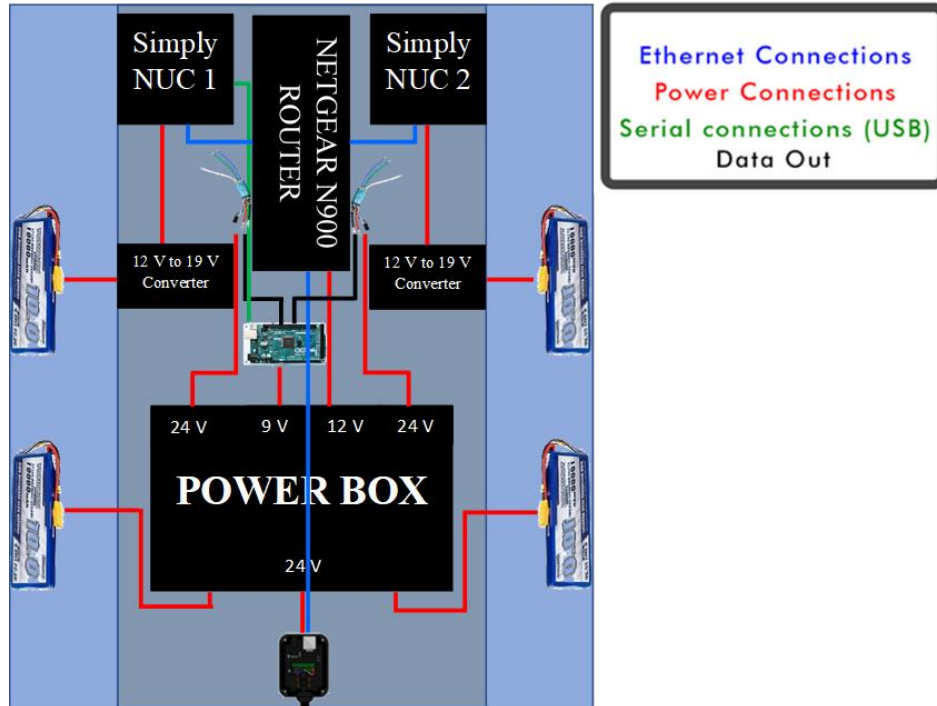 Simply
NUC 1
NETGEAR N900
ROUTER
Simply
NUC 2
Ethernet Connections
Power Connections
Serial connections (USB)
Data Out
12 V to 19 V
Converter
12 V to 19 V
Converter
24 V
9 V
12 V
24 V
POWER BOX
24 V